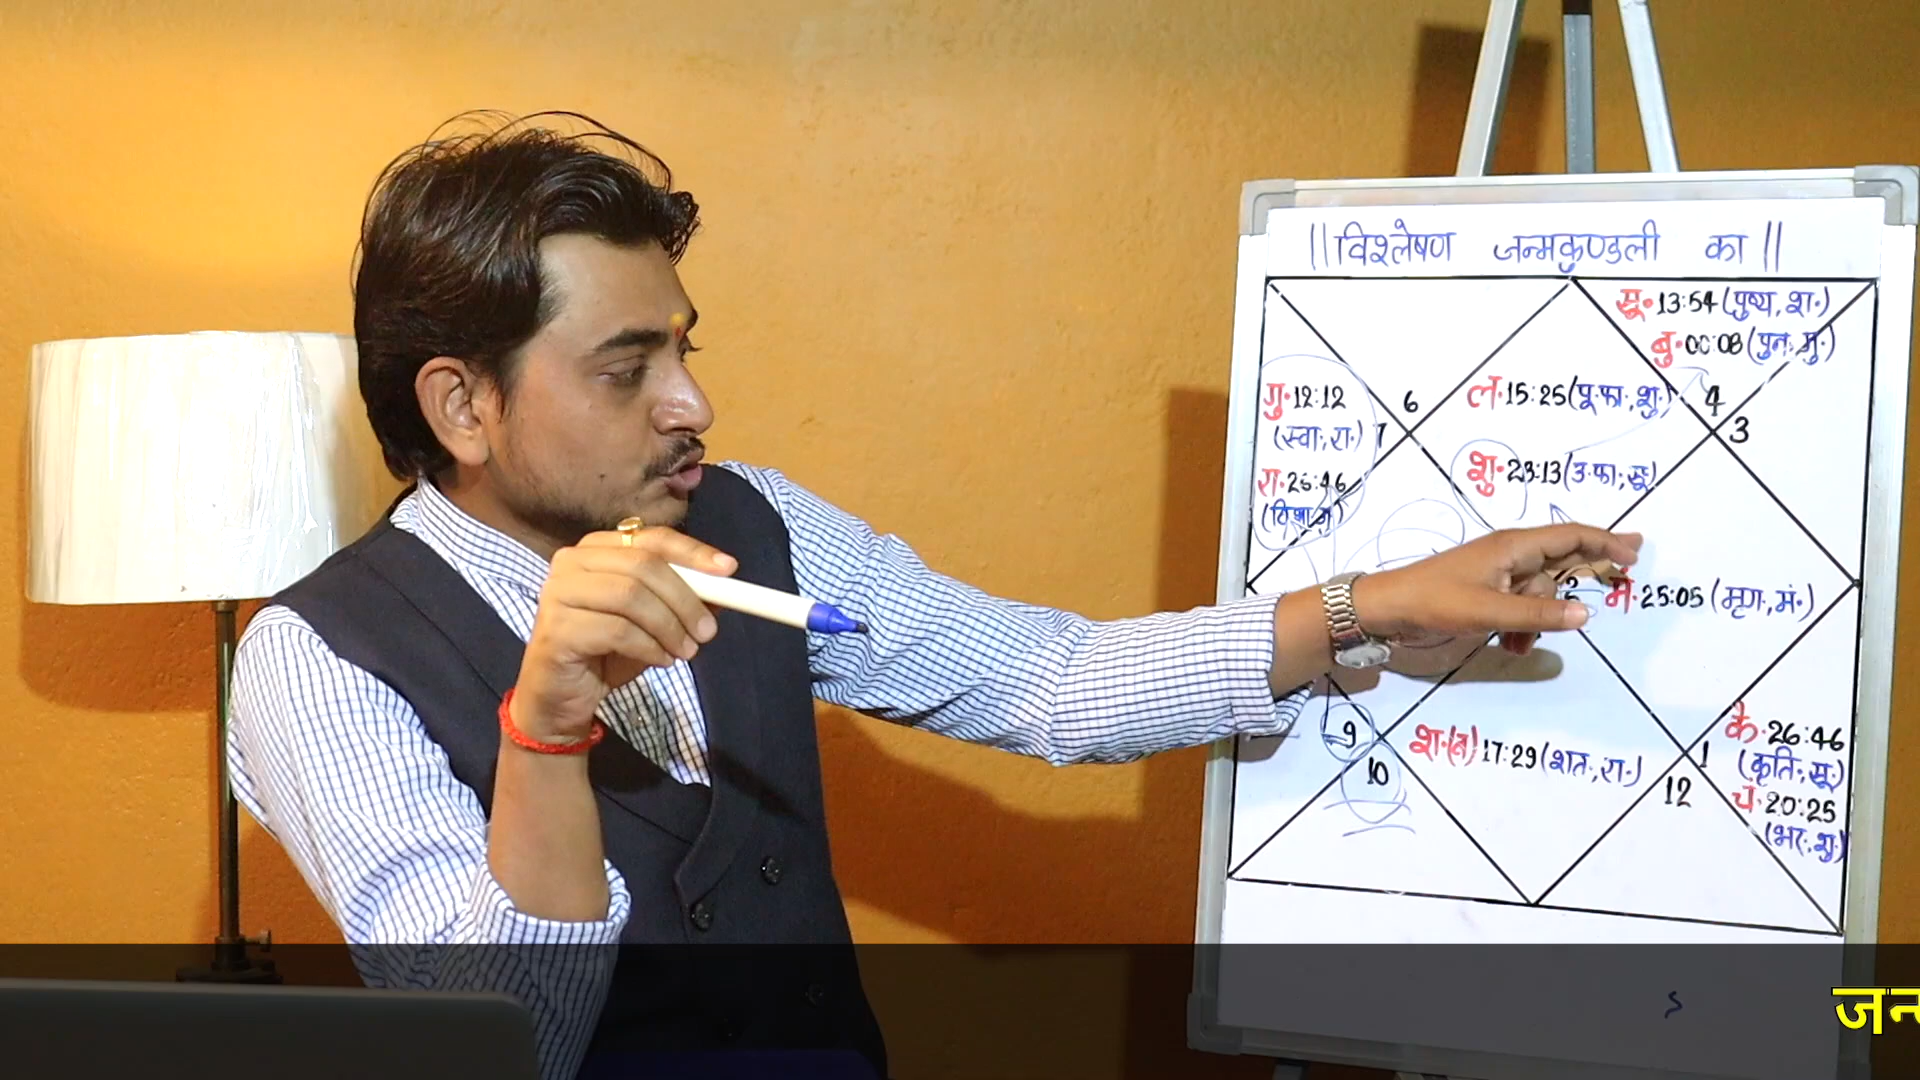 ||विश्लेषण जन्मकुण्डली का||
सू॰13:54(पुष्य,श॰)
बु॰00:08(पुन॰,गु॰)
गु॰12:12
(स्वा॰,रा॰)
7
6
ल॰15:25(पू.फा॰,शु॰)
4
3
रा॰26:46
(विशा,गु)
शु॰23:13(उ.फा॰,सू॰)
मं॰25:05(मृग॰,मं॰)
9
10
श॰(व)17:29(शत॰,रा॰)
1
12
के॰26:46
(कृति॰,सू॰)
चं॰20:25
(भर॰,शु॰)